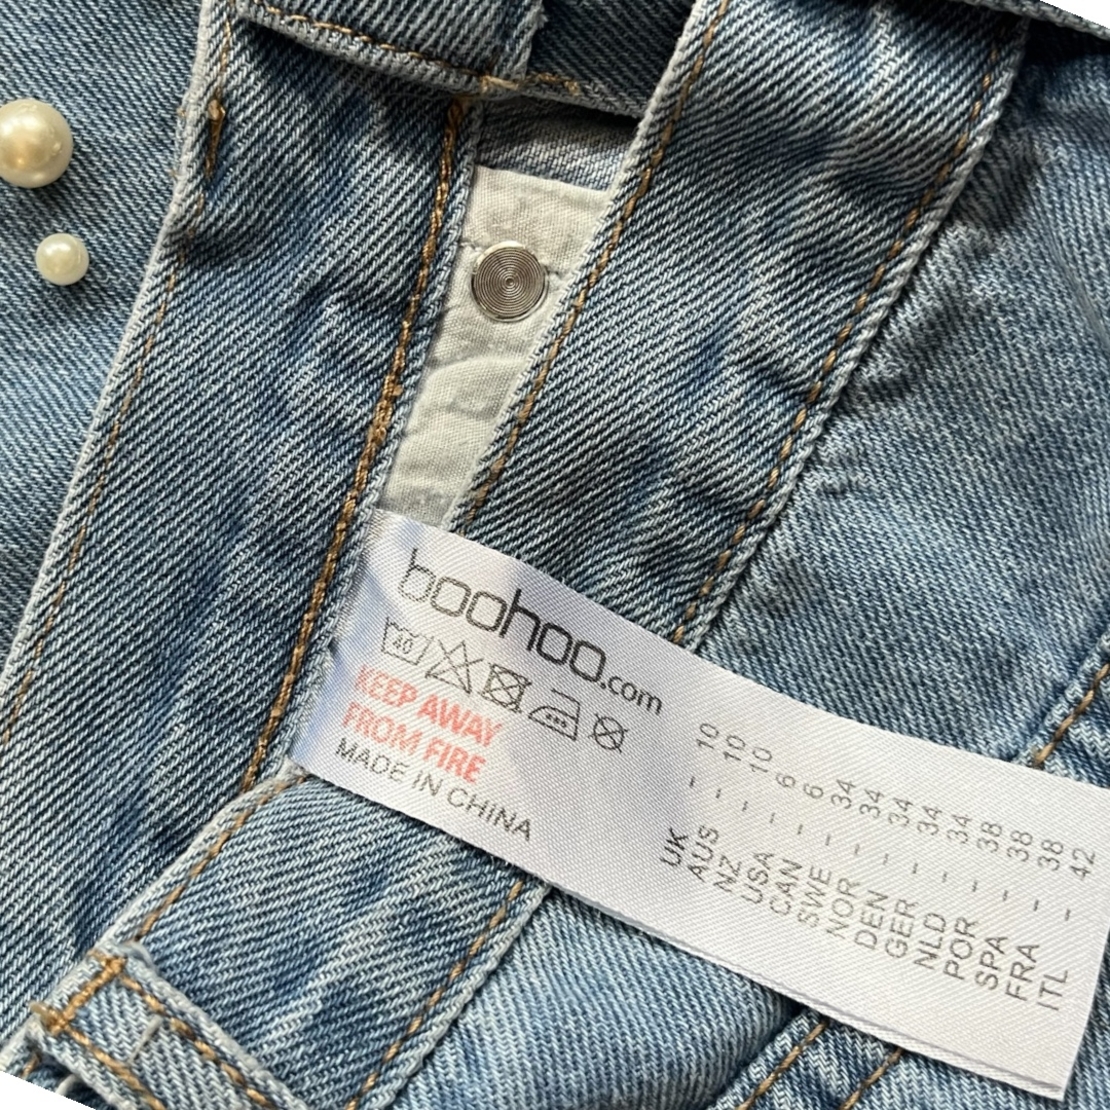 boohoo.com
40
KEEP AWAY
FROM FIRE
MADE IN CHINA
UK - 10
AUS - 10
NZ - 10
USA - 6
CAN - 6
SWE - 34
NOR - 34
DEN - 34
GER - 34
NLD - 34
POR - 38
SPA - 38
FRA - 38
ITL - 42